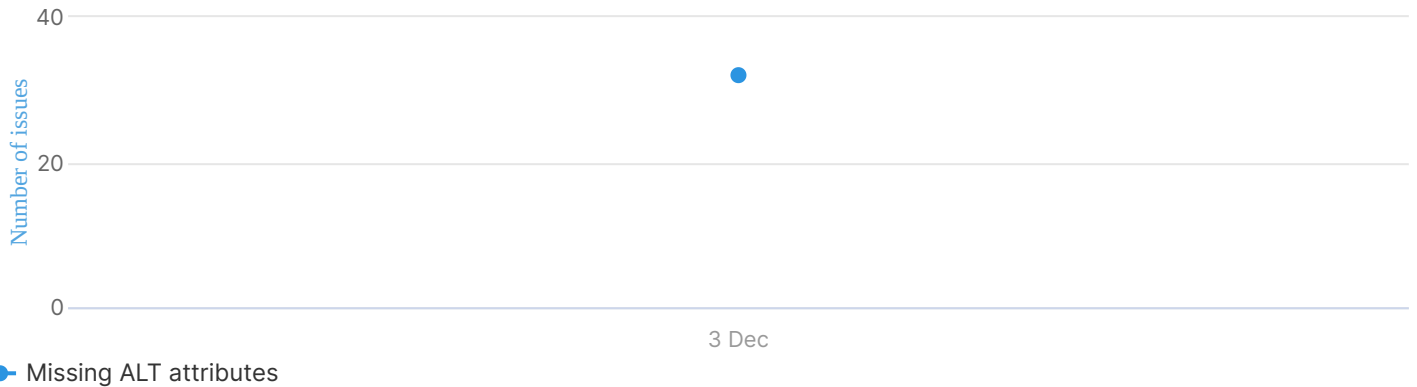 40
Number of issues
20
0
3 Dec
Missing ALT attributes